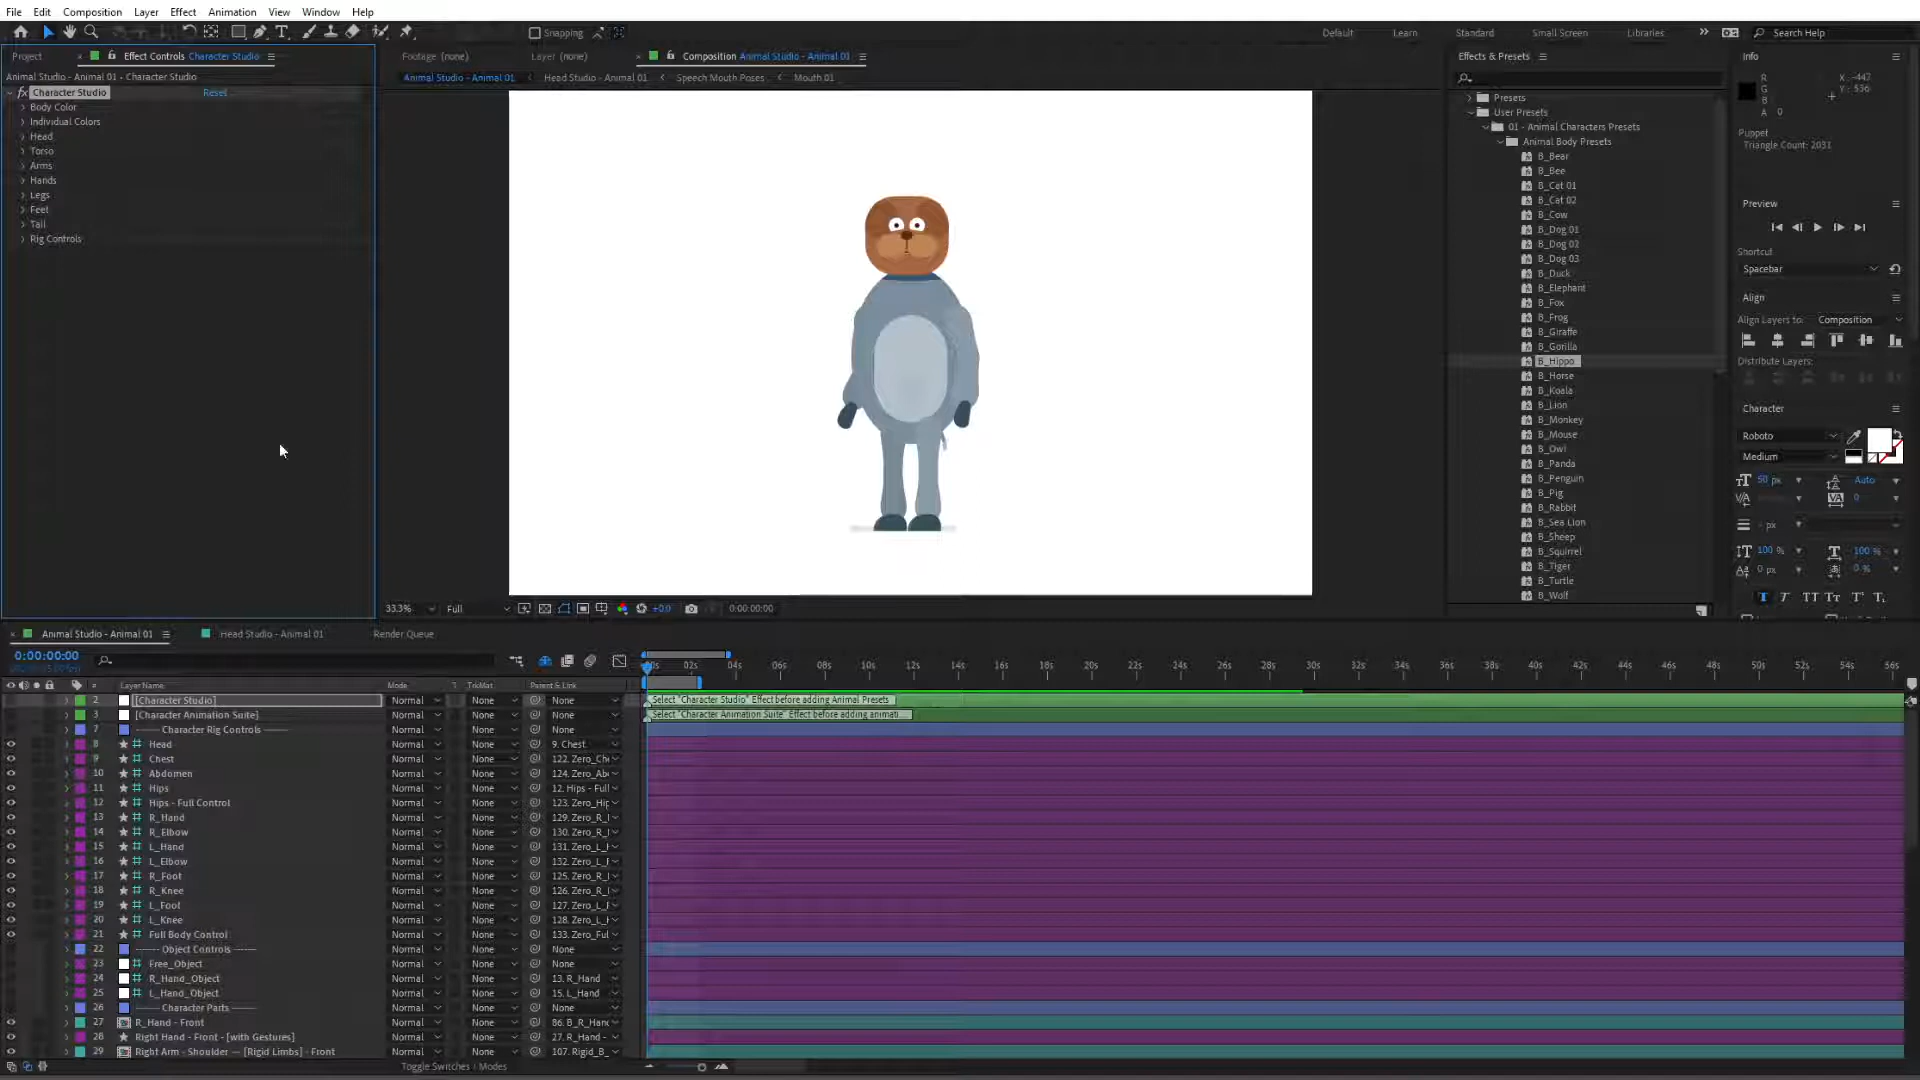 File Edit Composition Layer Effect Animation View Window Help
Snapping
Default Learn Standard Small Screen Libraries Search Help
Project Effect Controls Character Studio
Animal Studio - Animal 01 - Character Studio
fx Character Studio Reset
Body Color
Individual Colors
Head
Torso
Arms
Hands
Legs
Feet
Tail
Rig Controls
Footage (none) Layer (none) Composition Animal Studio - Animal 01
Animal Studio - Animal 01 Head Studio - Animal 01 Speech Mouth Poses Mouth 01
33.3% Full +0.0 0:00:00:00
Effects & Presets
Presets
User Presets
01 - Animal Characters Presets
Animal Body Presets
B_Bear
B_Bee
B_Cat 01
B_Cat 02
B_Cow
B_Dog 01
B_Dog 02
B_Dog 03
B_Duck
B_Elephant
B_Fox
B_Frog
B_Giraffe
B_Gorilla
B_Hippo
B_Horse
B_Koala
B_Lion
B_Monkey
B_Mouse
B_Owl
B_Panda
B_Penguin
B_Pig
B_Rabbit
B_Sea Lion
B_Sheep
B_Squirrel
B_Tiger
B_Turtle
B_Wolf
Info
R X: -447
G Y: 536
B
A 0
Puppet
Triangle Count: 2031
Preview
Shortcut
Spacebar
Align
Align Layers to: Composition
Distribute Layers:
Character
Roboto
Medium
50 px Auto
0
- px
100 % 100 %
0 px 0 %
Animal Studio - Animal 01 Head Studio - Animal 01 Render Queue
0:00:00:00
02s 04s 06s 08s 10s 12s 14s 16s 18s 20s 22s 24s 26s 28s 30s 32s 34s 36s 38s 40s 42s 44s 46s 48s 50s 52s 54s 56s
# Layer Name Mode T TrkMat Parent & Link
2 [Character Studio] Normal None None Select "Character Studio" Effect before adding Animal Presets
3 [Character Animation Suite] Normal None None Select "Character Animation Suite" Effect before adding animati...
7 ------- Character Rig Controls ------- Normal None None
8 Head Normal None 9. Chest
9 Chest Normal None 122. Zero_Ch
10 Abdomen Normal None 124. Zero_Ab
11 Hips Normal None 12. Hips - Full
12 Hips - Full Control Normal None 123. Zero_Hip
13 R_Hand Normal None 129. Zero_R_
14 R_Elbow Normal None 130. Zero_R_
15 L_Hand Normal None 131. Zero_L_
16 L_Elbow Normal None 132. Zero_L_
17 R_Foot Normal None 125. Zero_R_
18 R_Knee Normal None 126. Zero_R_
19 L_Foot Normal None 127. Zero_L_
20 L_Knee Normal None 128. Zero_L_
21 Full Body Control Normal None 133. Zero_Ful
22 ------- Object Controls ------- Normal None None
23 Free_Object Normal None None
24 R_Hand_Object Normal None 13. R_Hand
25 L_Hand_Object Normal None 15. L_Hand
26 ------- Character Parts ------- Normal None None
27 R_Hand - Front Normal None 86. B_R_Han
28 Right Hand - Front - [with Gestures] Normal None 27. R_Hand -
29 Right Arm - Shoulder -- [Rigid Limbs] - Front Normal None 107. Rigid_B_
Toggle Switches / Modes